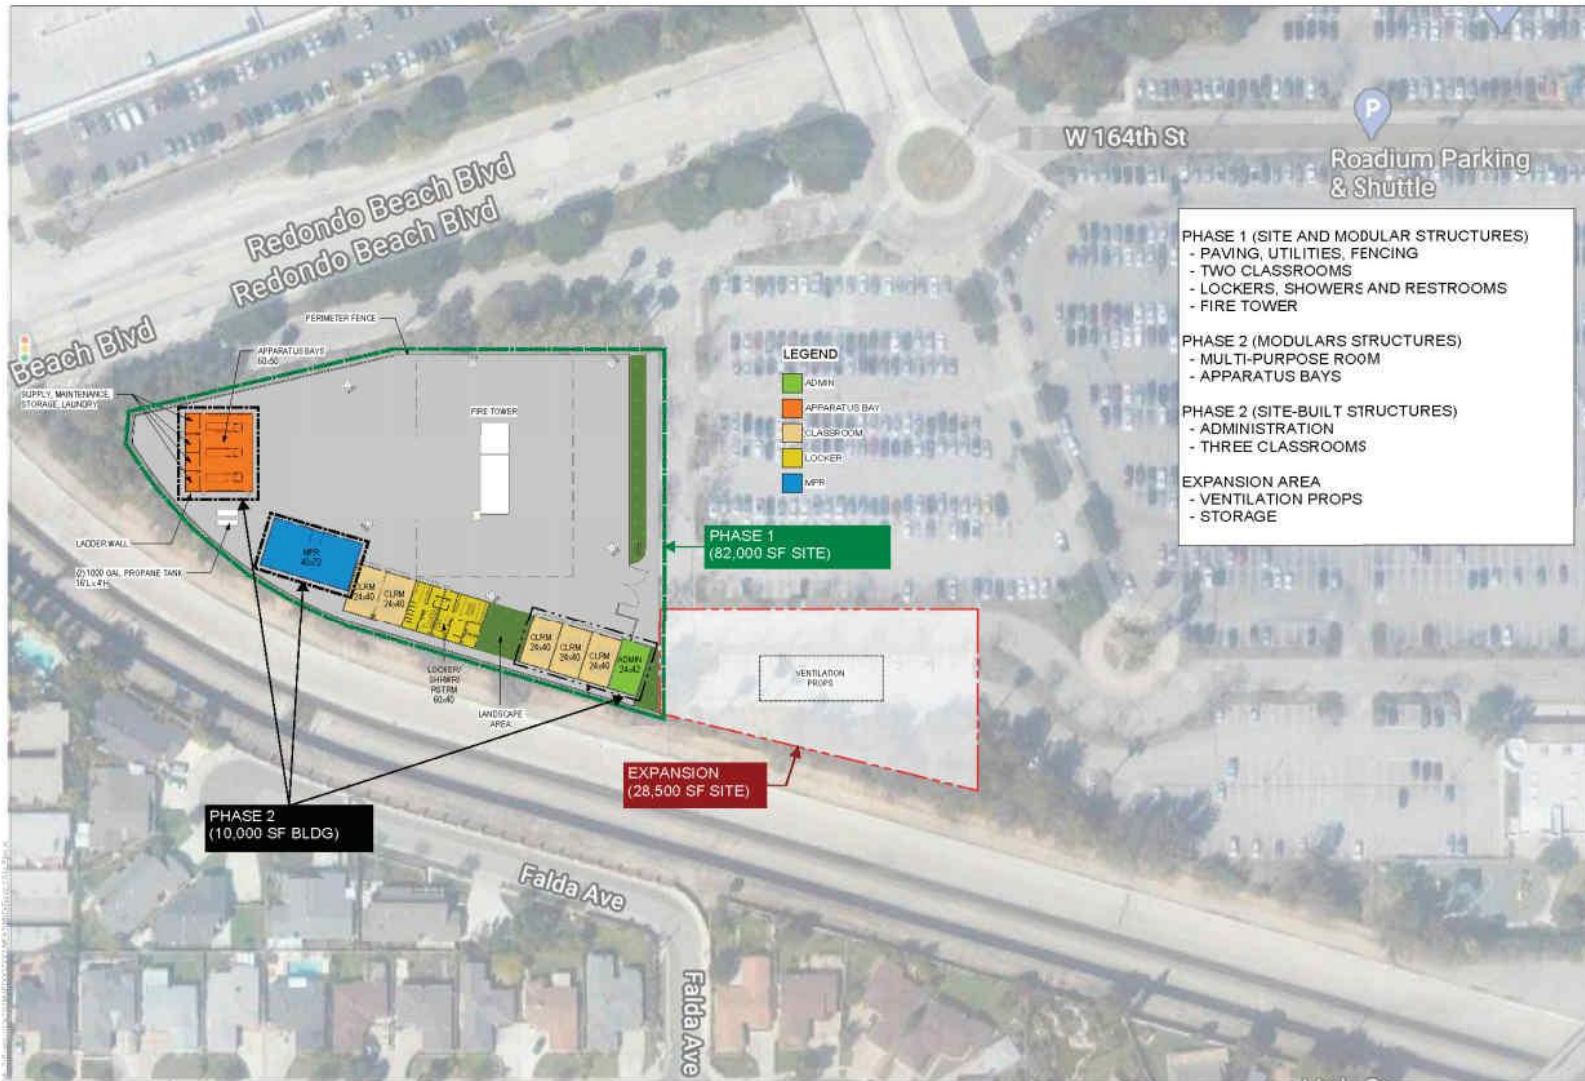 W 164th St
Roadium Parking
& Shuttle
Redondo Beach Blvd
Redondo Beach Blvd
Beach Blvd
PHASE 1 (SITE AND MODULAR STRUCTURES)
- PAVING, UTILITIES, FENCING
- TWO CLASSROOMS
- LOCKERS, SHOWERS AND RESTROOMS
- FIRE TOWER
PHASE 2 (MODULARS STRUCTURES)
- MULTI-PURPOSE ROOM
- APPARATUS BAYS
PHASE 2 (SITE-BUILT STRUCTURES)
- ADMINISTRATION
- THREE CLASSROOMS
EXPANSION AREA
- VENTILATION PROPS
- STORAGE
PERIMETER FENCE
APPARATUS BAYS
60x50
SUPPLY, MAINTENANCE,
STORAGE, LAUNDRY
FIRE TOWER
LEGEND
ADMIN
APPARATUS BAY
CLASSROOM
LOCKER
MPR
PHASE 1
(82,000 SF SITE)
LADDER WALL
(2) 1000 GAL. PROPANE TANK
16'L x 4'H
MPR
40x70
CLRM
24x40
CLRM
24x40
LOCKER/
SHWR/
RSTRM
60x40
LANDSCAPE
AREA
CLRM
24x40
CLRM
24x40
CLRM
24x40
ADMIN
24x42
VENTILATION
PROPS
EXPANSION
(28,500 SF SITE)
PHASE 2
(10,000 SF BLDG)
Falda Ave
Falda Ave